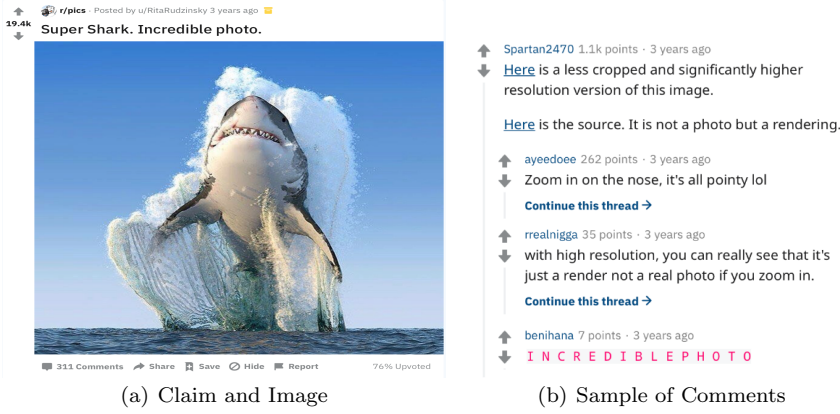 r/pics · Posted by u/RitaRudzinsky 3 years ago
19.4k
Super Shark. Incredible photo.
311 Comments Share Save Hide Report 76% Upvoted
(a) Claim and Image
Spartan2470 1.1k points · 3 years ago
Here is a less cropped and significantly higher
resolution version of this image.
Here is the source. It is not a photo but a rendering.
ayeedoee 262 points · 3 years ago
Zoom in on the nose, it's all pointy lol
Continue this thread →
rrealnigga 35 points · 3 years ago
with high resolution, you can really see that it's
just a render not a real photo if you zoom in.
Continue this thread →
benihana 7 points · 3 years ago
I N C R E D I B L E P H O T O
(b) Sample of Comments